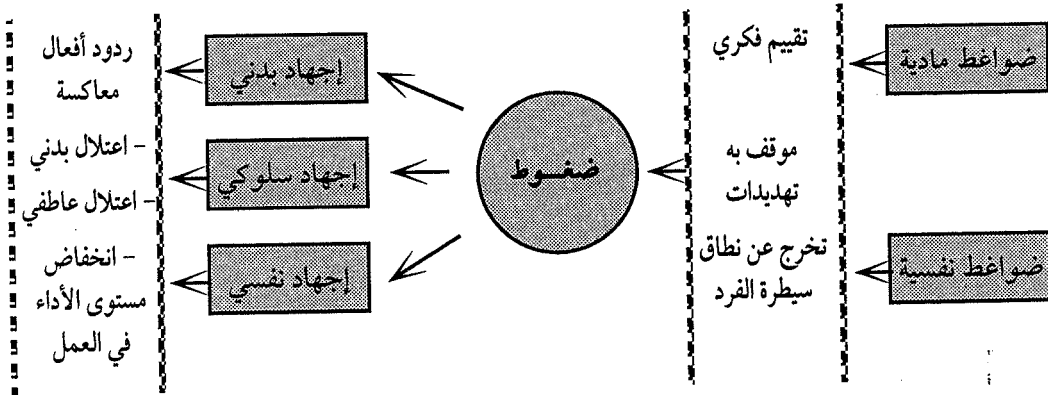 ضواغط مادية
ضواغط نفسية
تقييم فكري
موقف به
تهديدات
تخرج عن نطاق
سيطرة الفرد
ضغوط
إجهاد بدني
إجهاد سلوكي
إجهاد نفسي
ردود أفعال
معاكسة
– اعتلال بدني
– اعتلال عاطفي
– انخفاض
مستوى الأداء
في العمل